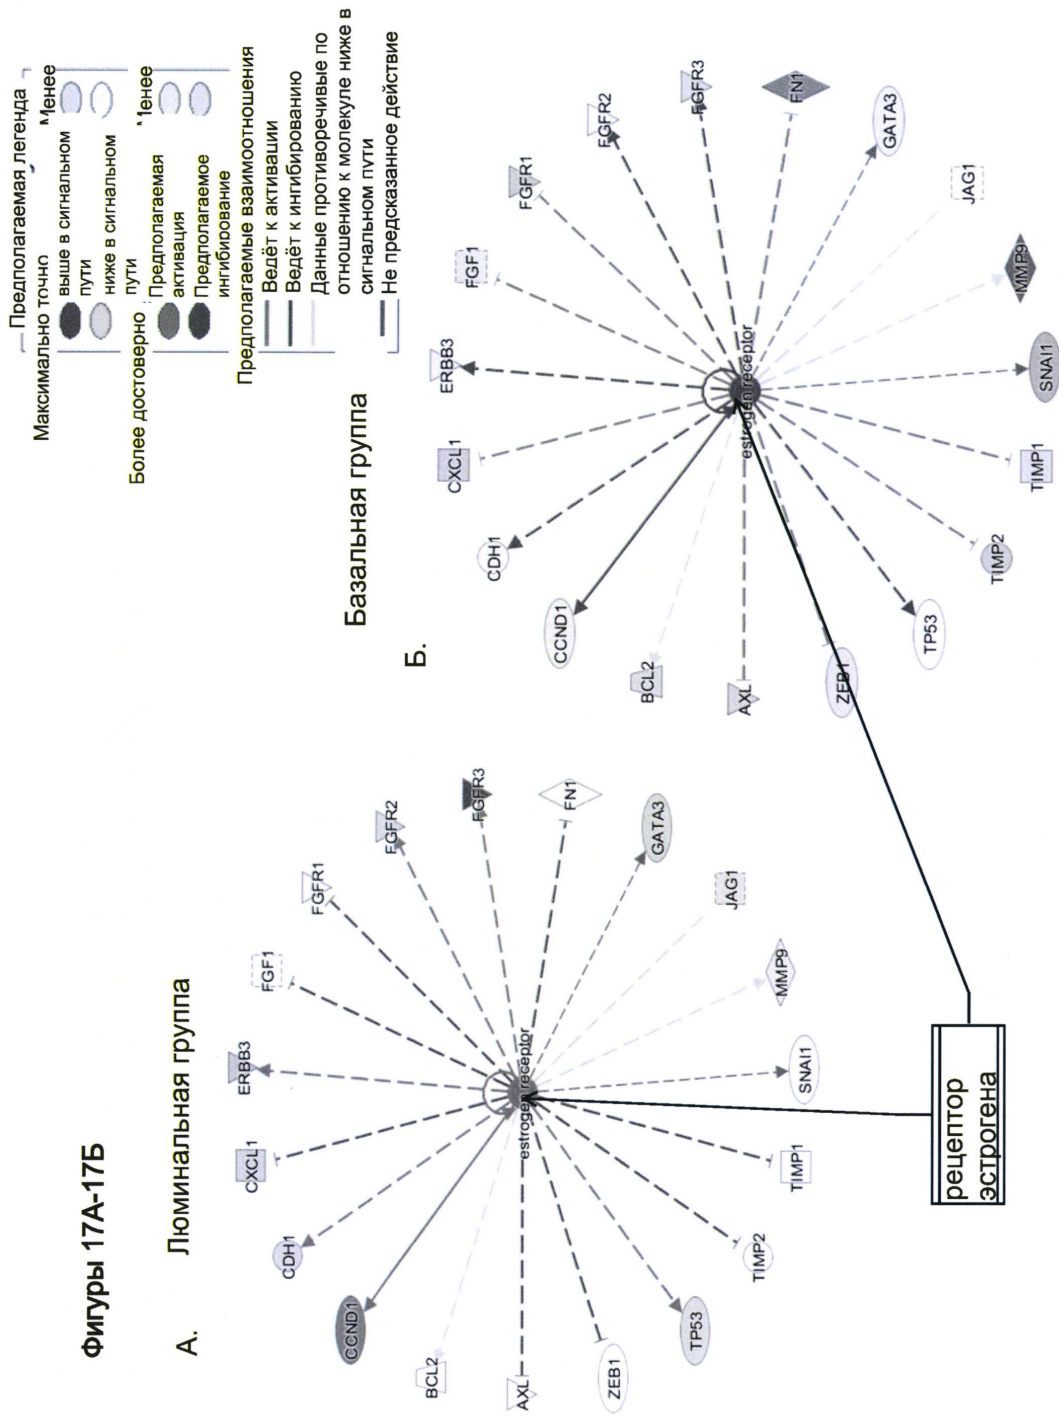 Фигуры 17А-17Б
А.
Люминальная группа
CCND1
CDH1
CXCL1
ERBB3
FGF1
FGFR1
FGFR2
FGFR3
FN1
GATA3
JAG1
MMP9
SNAI1
TIMP1
TIMP2
TP53
ZEB1
AXL
BCL2
estrogen receptor
рецептор
эстрогена
Б.
Базальная группа
CCND1
CDH1
CXCL1
ERBB3
FGF1
FGFR1
FGFR2
FGFR3
FN1
GATA3
JAG1
MMP9
SNAI1
TIMP1
TIMP2
TP53
ZEB1
AXL
BCL2
estrogen receptor
Предполагаемая легенда
Максимально точно
Менее
выше в сигнальном
пути
ниже в сигнальном
пути
Более достоверно
Менее
Предполагаемая
активация
Предполагаемое
ингибирование
Предполагаемые взаимоотношения
Ведёт к активации
Ведёт к ингибированию
Данные противоречивые по
отношению к молекуле ниже в
сигнальном пути
Не предсказанное действие